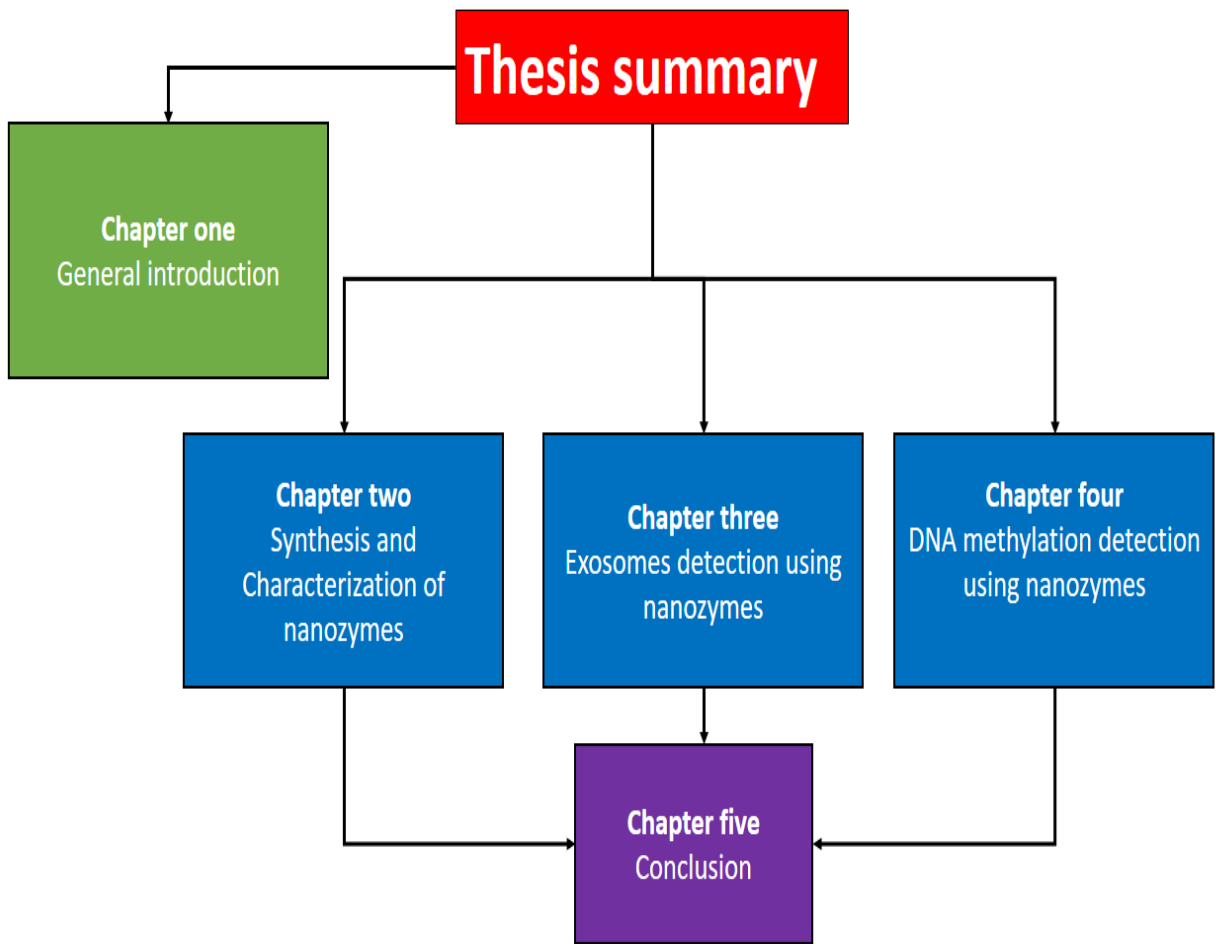 Thesis summary
Chapter one
General introduction
Chapter two
Synthesis and
Characterization of
nanozymes
Chapter three
Exosomes detection using
nanozymes
Chapter four
DNA methylation detection
using nanozymes
Chapter five
Conclusion